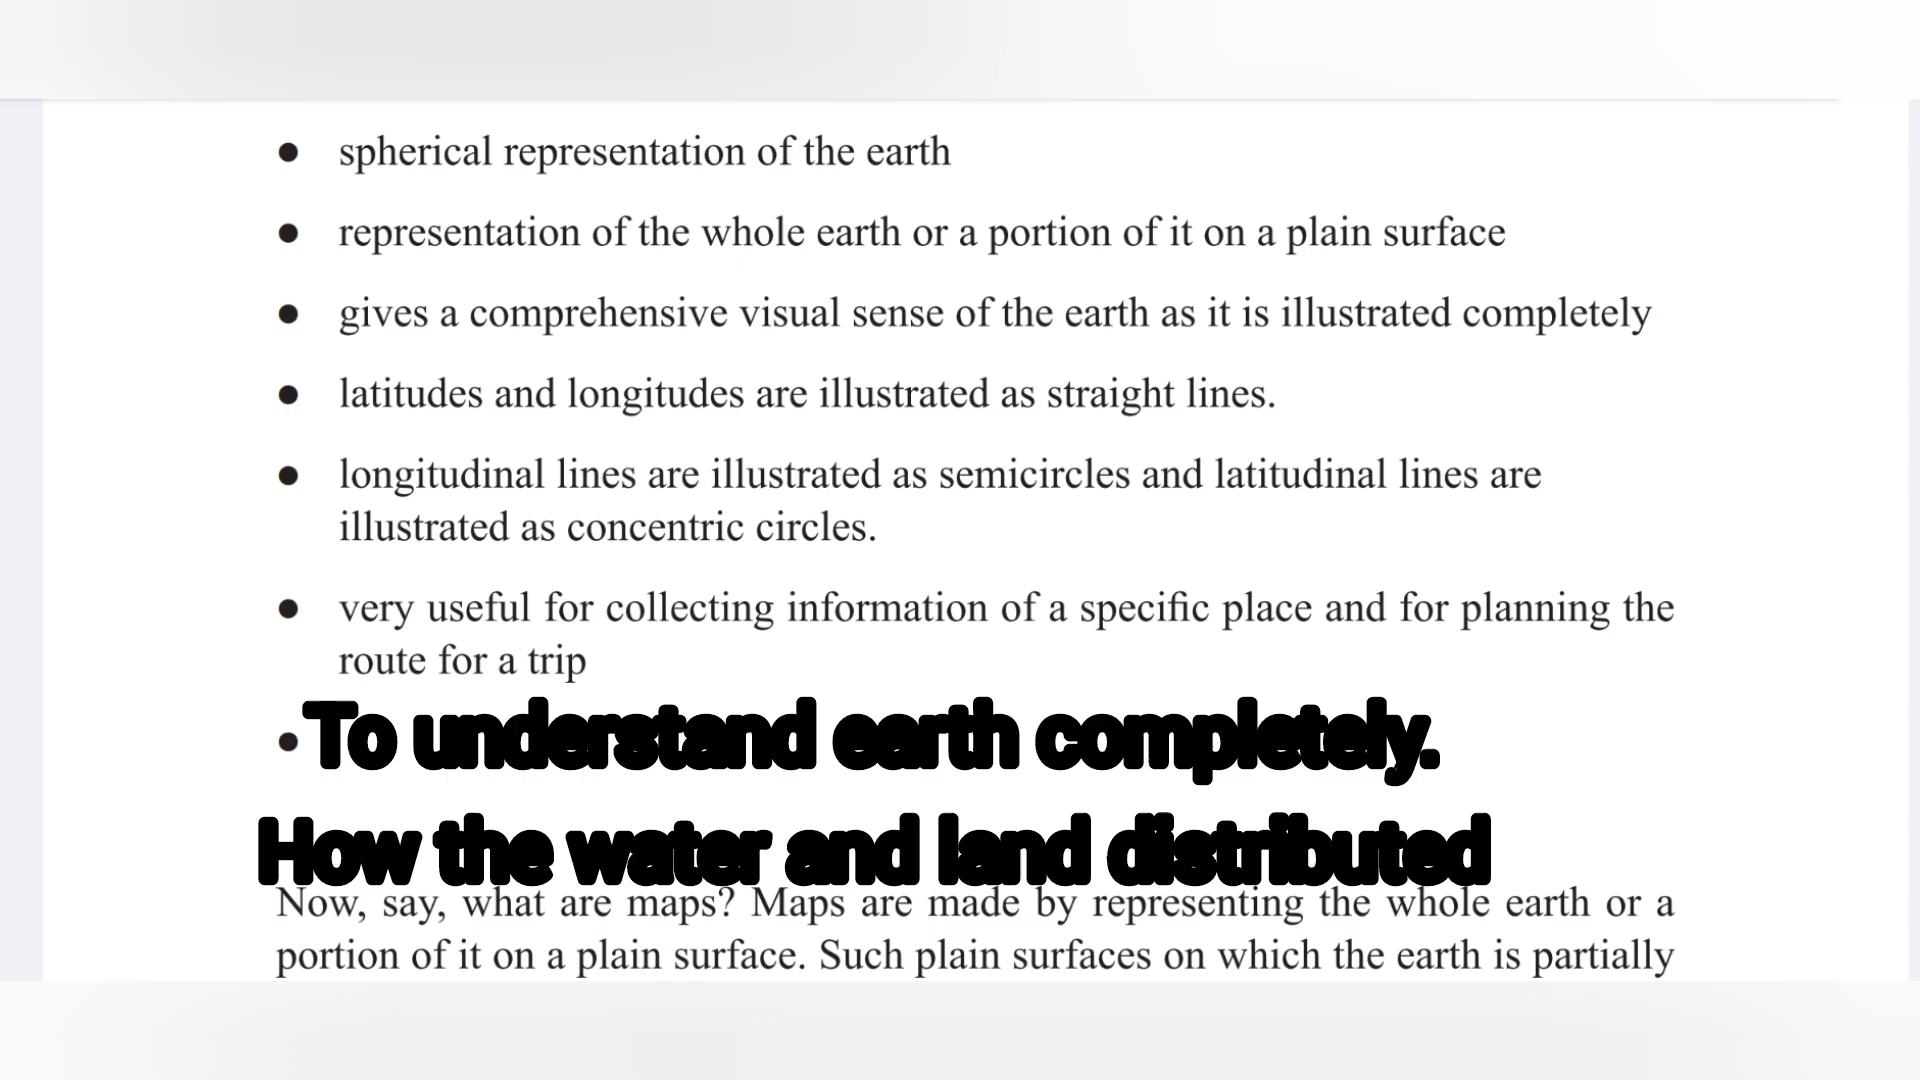 ● spherical representation of the earth
● representation of the whole earth or a portion of it on a plain surface
● gives a comprehensive visual sense of the earth as it is illustrated completely
● latitudes and longitudes are illustrated as straight lines.
● longitudinal lines are illustrated as semicircles and latitudinal lines are
illustrated as concentric circles.
● very useful for collecting information of a specific place and for planning the
route for a trip
● To understand earth completely.
How the water and land distributed
Now, say, what are maps? Maps are made by representing the whole earth or a
portion of it on a plain surface. Such plain surfaces on which the earth is partially